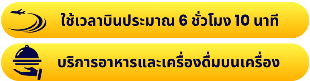 ใช้เวลาบินประมาณ 6 ชั่วโมง 10 นาที
บริการอาหารและเครื่องดื่มบนเครื่อง